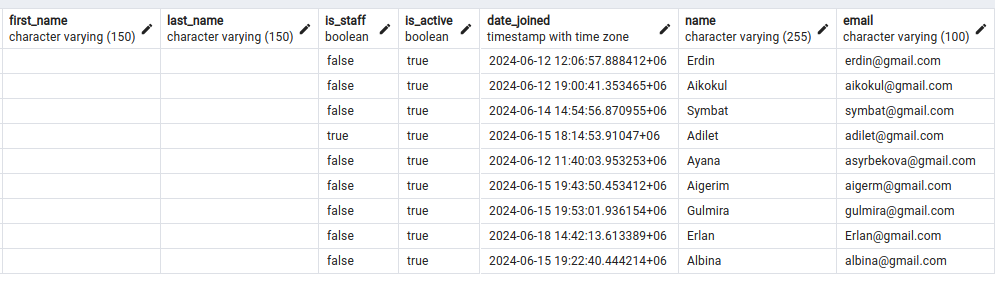 first_name last_name is_staff is_active date_joined name email
character varying (150) character varying (150) boolean boolean timestamp with time zone character varying (255) character varying (100)
false true 2024-06-12 12:06:57.888412+06 Erdin erdin@gmail.com
false true 2024-06-12 19:00:41.353465+06 Aikokul aikokul@gmail.com
false true 2024-06-14 14:54:56.870955+06 Symbat symbat@gmail.com
true true 2024-06-15 18:14:53.91047+06 Adilet adilet@gmail.com
false true 2024-06-12 11:40:03.953253+06 Ayana asyrbekova@gmail.com
false true 2024-06-15 19:43:50.453412+06 Aigerim aigerm@gmail.com
false true 2024-06-15 19:53:01.936154+06 Gulmira gulmira@gmail.com
false true 2024-06-18 14:42:13.613389+06 Erlan Erlan@gmail.com
false true 2024-06-15 19:22:40.444214+06 Albina albina@gmail.com